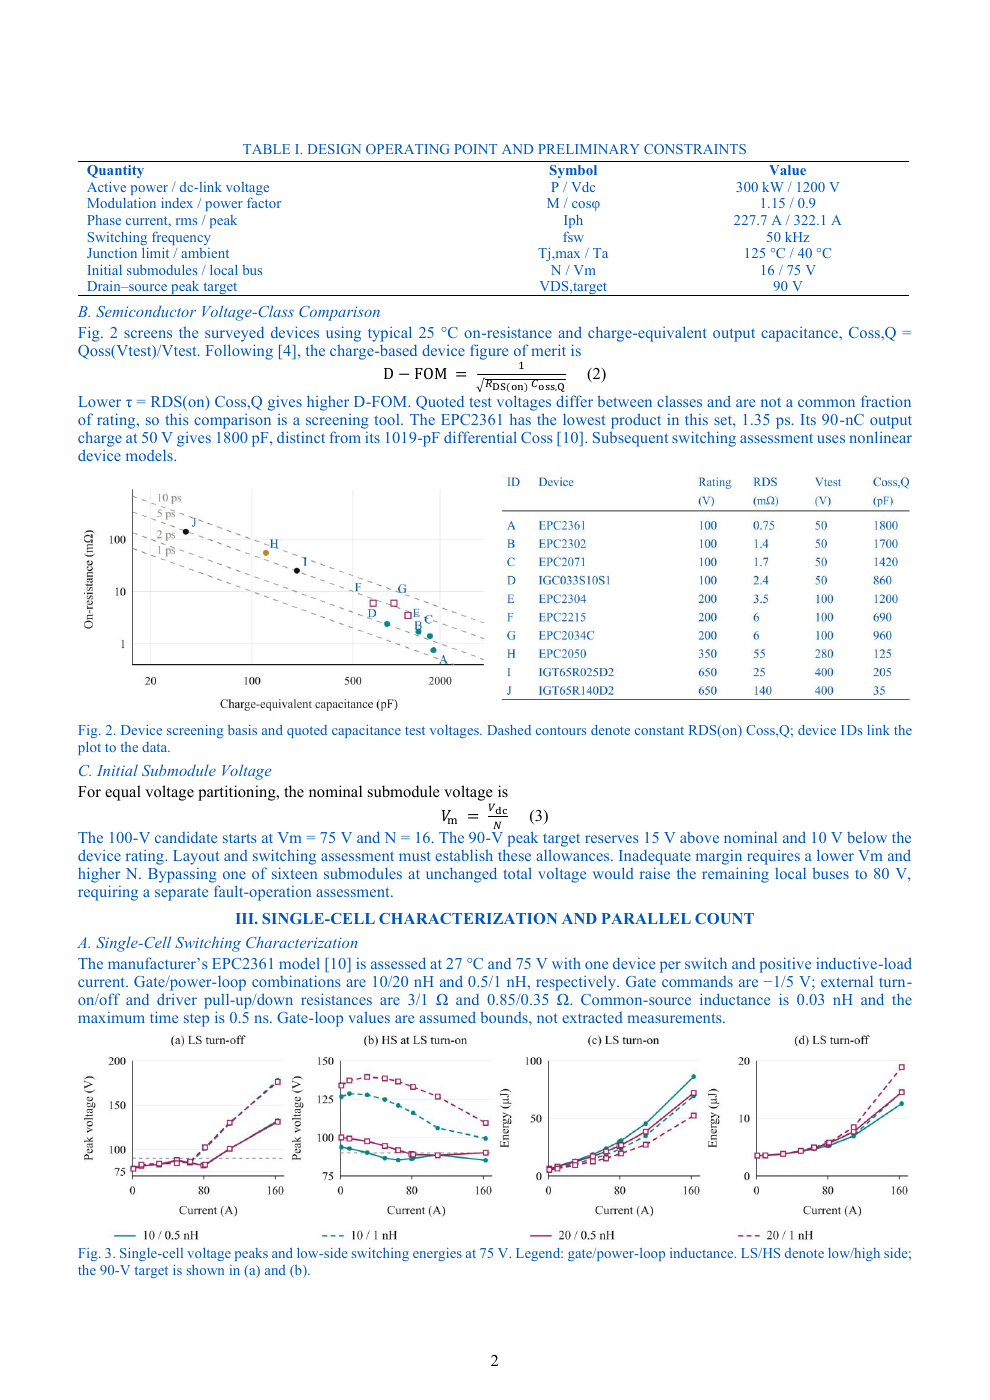 TABLE I. DESIGN OPERATING POINT AND PRELIMINARY CONSTRAINTS
Quantity Symbol Value
Active power / dc-link voltage P / Vdc 300 kW / 1200 V
Modulation index / power factor M / cosφ 1.15 / 0.9
Phase current, rms / peak Iph 227.7 A / 322.1 A
Switching frequency fsw 50 kHz
Junction limit / ambient Tj,max / Ta 125 °C / 40 °C
Initial submodules / local bus N / Vm 16 / 75 V
Drain–source peak target VDS,target 90 V
B. Semiconductor Voltage-Class Comparison
Fig. 2 screens the surveyed devices using typical 25 °C on-resistance and charge-equivalent output capacitance, Coss,Q =
Qoss(Vtest)/Vtest. Following [4], the charge-based device figure of merit is
D − FOM = 1 / √(RDS(on) Coss,Q) (2)
Lower τ = RDS(on) Coss,Q gives higher D-FOM. Quoted test voltages differ between classes and are not a common fraction
of rating, so this comparison is a screening tool. The EPC2361 has the lowest product in this set, 1.35 ps. Its 90-nC output
charge at 50 V gives 1800 pF, distinct from its 1019-pF differential Coss [10]. Subsequent switching assessment uses nonlinear
device models.
10 ps
5 ps
2 ps
1 ps
J
H
I
F
G
D
E
B
C
A
100
10
1
On-resistance (mΩ)
20 100 500 2000
Charge-equivalent capacitance (pF)
ID Device Rating RDS Vtest Coss,Q
(V) (mΩ) (V) (pF)
A EPC2361 100 0.75 50 1800
B EPC2302 100 1.4 50 1700
C EPC2071 100 1.7 50 1420
D IGC033S10S1 100 2.4 50 860
E EPC2304 200 3.5 100 1200
F EPC2215 200 6 100 690
G EPC2034C 200 6 100 960
H EPC2050 350 55 280 125
I IGT65R025D2 650 25 400 205
J IGT65R140D2 650 140 400 35
Fig. 2. Device screening basis and quoted capacitance test voltages. Dashed contours denote constant RDS(on) Coss,Q; device IDs link the
plot to the data.
C. Initial Submodule Voltage
For equal voltage partitioning, the nominal submodule voltage is
Vm = Vdc / N (3)
The 100-V candidate starts at Vm = 75 V and N = 16. The 90-V peak target reserves 15 V above nominal and 10 V below the
device rating. Layout and switching assessment must establish these allowances. Inadequate margin requires a lower Vm and
higher N. Bypassing one of sixteen submodules at unchanged total voltage would raise the remaining local buses to 80 V,
requiring a separate fault-operation assessment.
III. SINGLE-CELL CHARACTERIZATION AND PARALLEL COUNT
A. Single-Cell Switching Characterization
The manufacturer's EPC2361 model [10] is assessed at 27 °C and 75 V with one device per switch and positive inductive-load
current. Gate/power-loop combinations are 10/20 nH and 0.5/1 nH, respectively. Gate commands are −1/5 V; external turn-
on/off and driver pull-up/down resistances are 3/1 Ω and 0.85/0.35 Ω. Common-source inductance is 0.03 nH and the
maximum time step is 0.5 ns. Gate-loop values are assumed bounds, not extracted measurements.
(a) LS turn-off (b) HS at LS turn-on (c) LS turn-on (d) LS turn-off
Peak voltage (V)
200
150
100
75
0 80 160
Current (A)
Peak voltage (V)
150
125
100
75
0 80 160
Current (A)
Energy (μJ)
100
50
0
0 80 160
Current (A)
Energy (μJ)
20
10
0
0 80 160
Current (A)
10 / 0.5 nH 10 / 1 nH 20 / 0.5 nH 20 / 1 nH
Fig. 3. Single-cell voltage peaks and low-side switching energies at 75 V. Legend: gate/power-loop inductance. LS/HS denote low/high side;
the 90-V target is shown in (a) and (b).
2